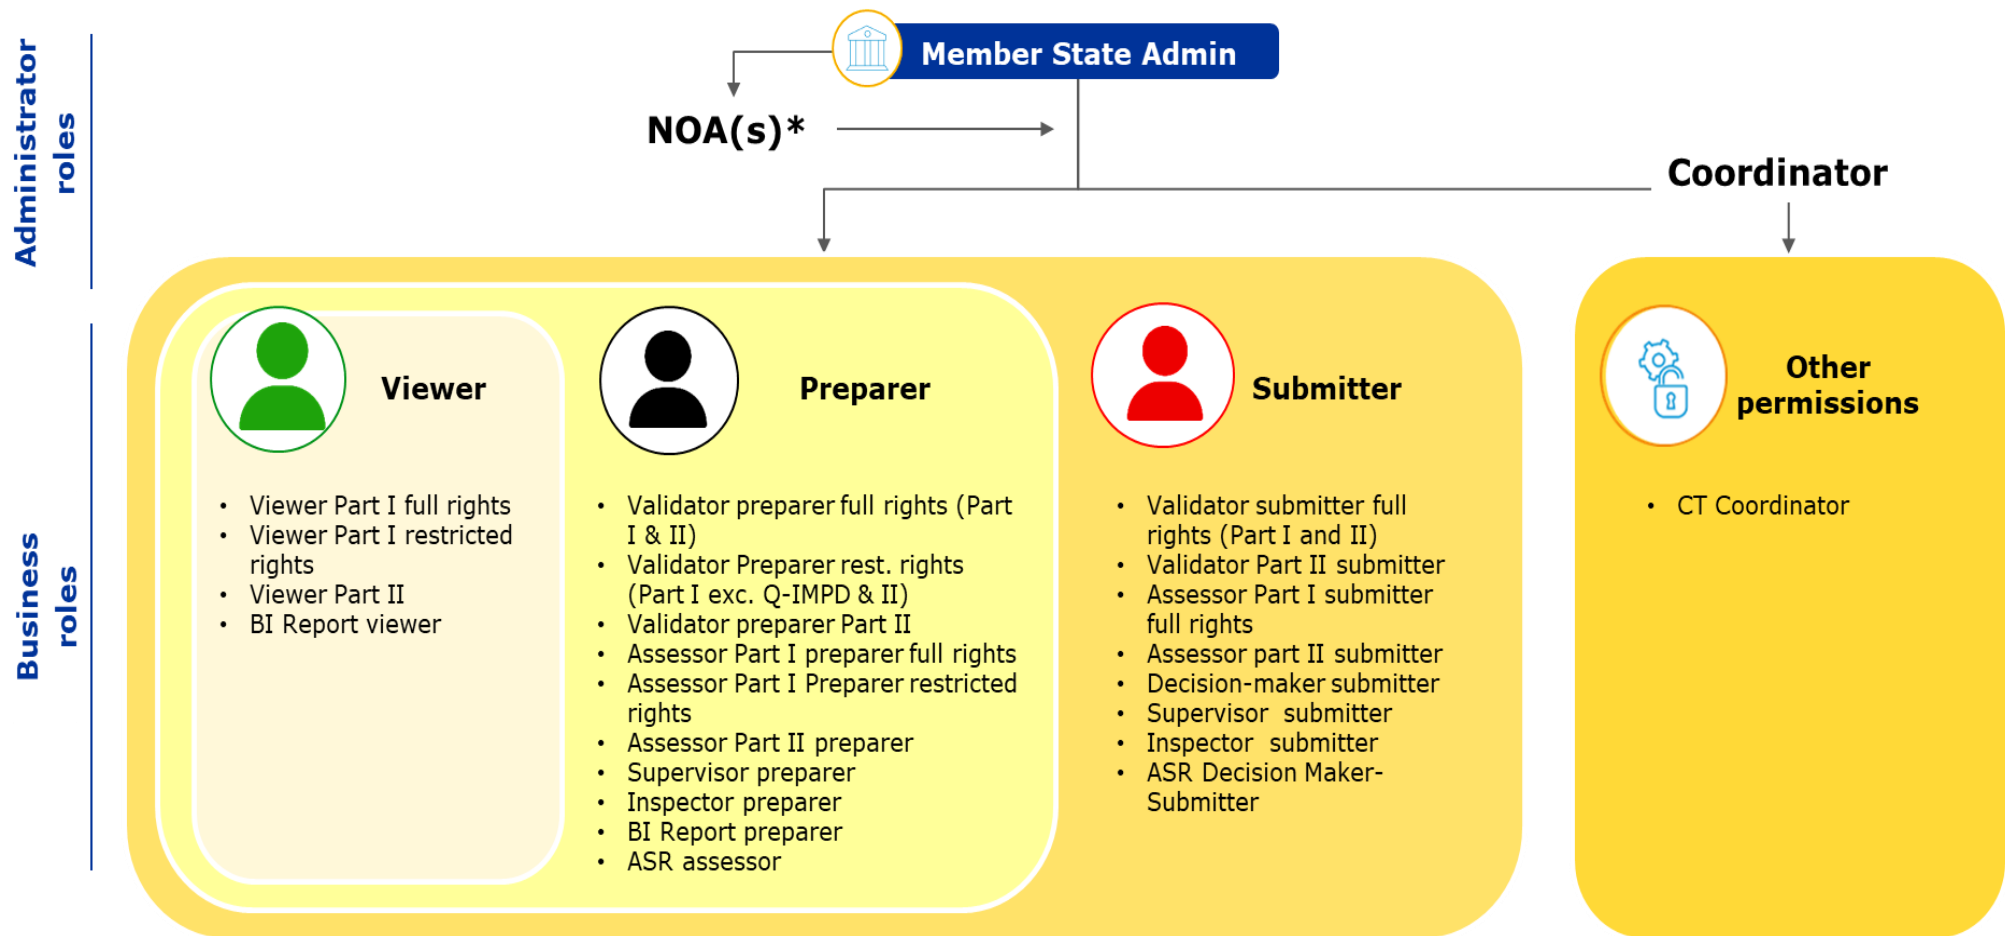 Administrator
roles
Member State Admin
NOA(s)*
Coordinator
Business
roles
Viewer
• Viewer Part I full rights
• Viewer Part I restricted
rights
• Viewer Part II
• BI Report viewer
Preparer
• Validator preparer full rights (Part
I & II)
• Validator Preparer rest. rights
(Part I exc. Q-IMPD & II)
• Validator preparer Part II
• Assessor Part I preparer full rights
• Assessor Part I Preparer restricted
rights
• Assessor Part II preparer
• Supervisor preparer
• Inspector preparer
• BI Report preparer
• ASR assessor
Submitter
• Validator submitter full
rights (Part I and II)
• Validator Part II submitter
• Assessor Part I submitter
full rights
• Assessor part II submitter
• Decision-maker submitter
• Supervisor submitter
• Inspector submitter
• ASR Decision Maker-
Submitter
Other
permissions
• CT Coordinator